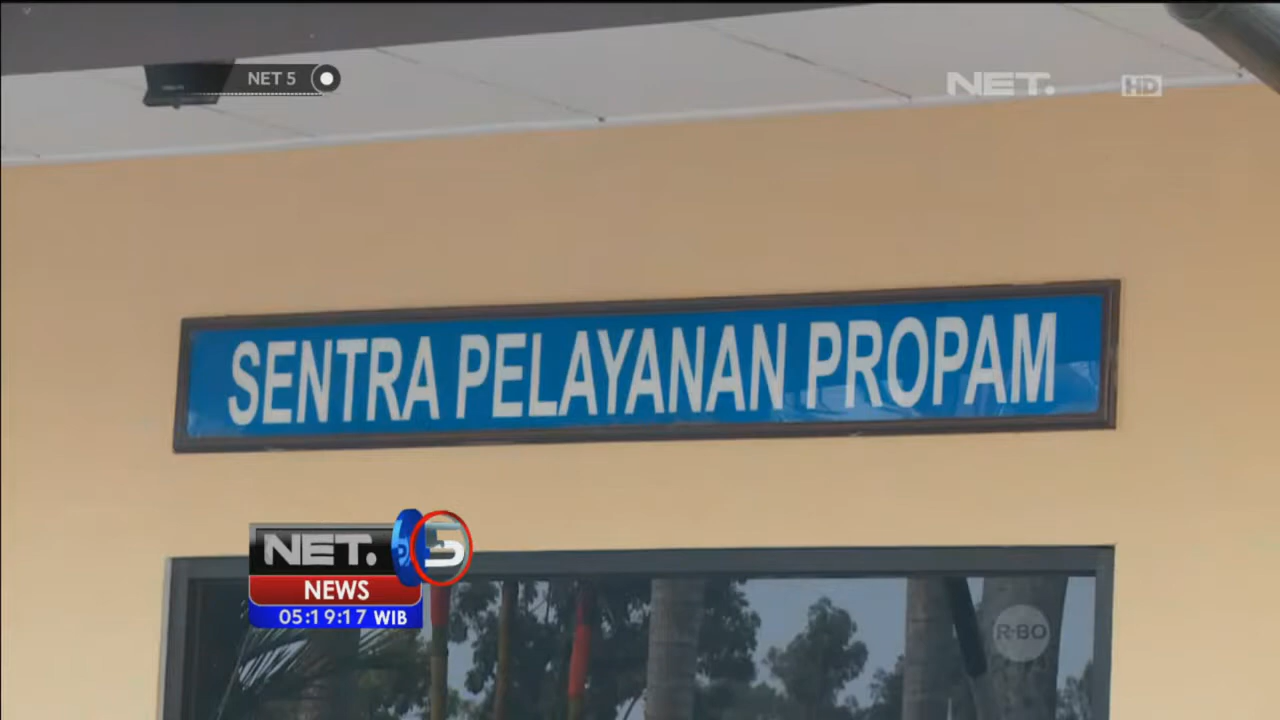 NET 5
NET.
HD
SENTRA PELAYANAN PROPAM
NET. 5
NEWS
05:19:17 WIB
R-BO